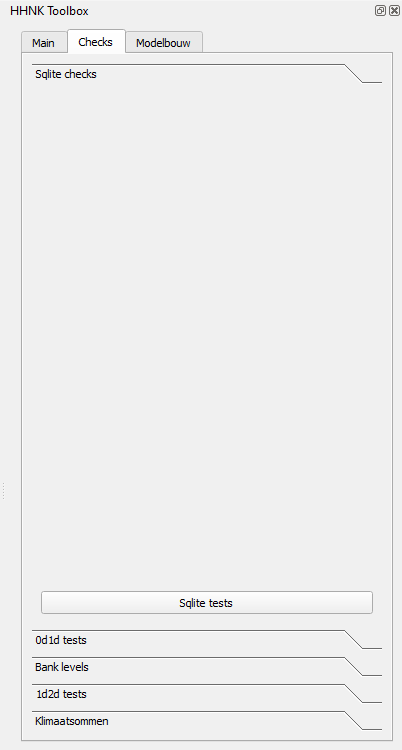 HHNK Toolbox
Main Checks Modelbouw
Sqlite checks
Sqlite tests
0d1d tests
Bank levels
1d2d tests
Klimaatsommen